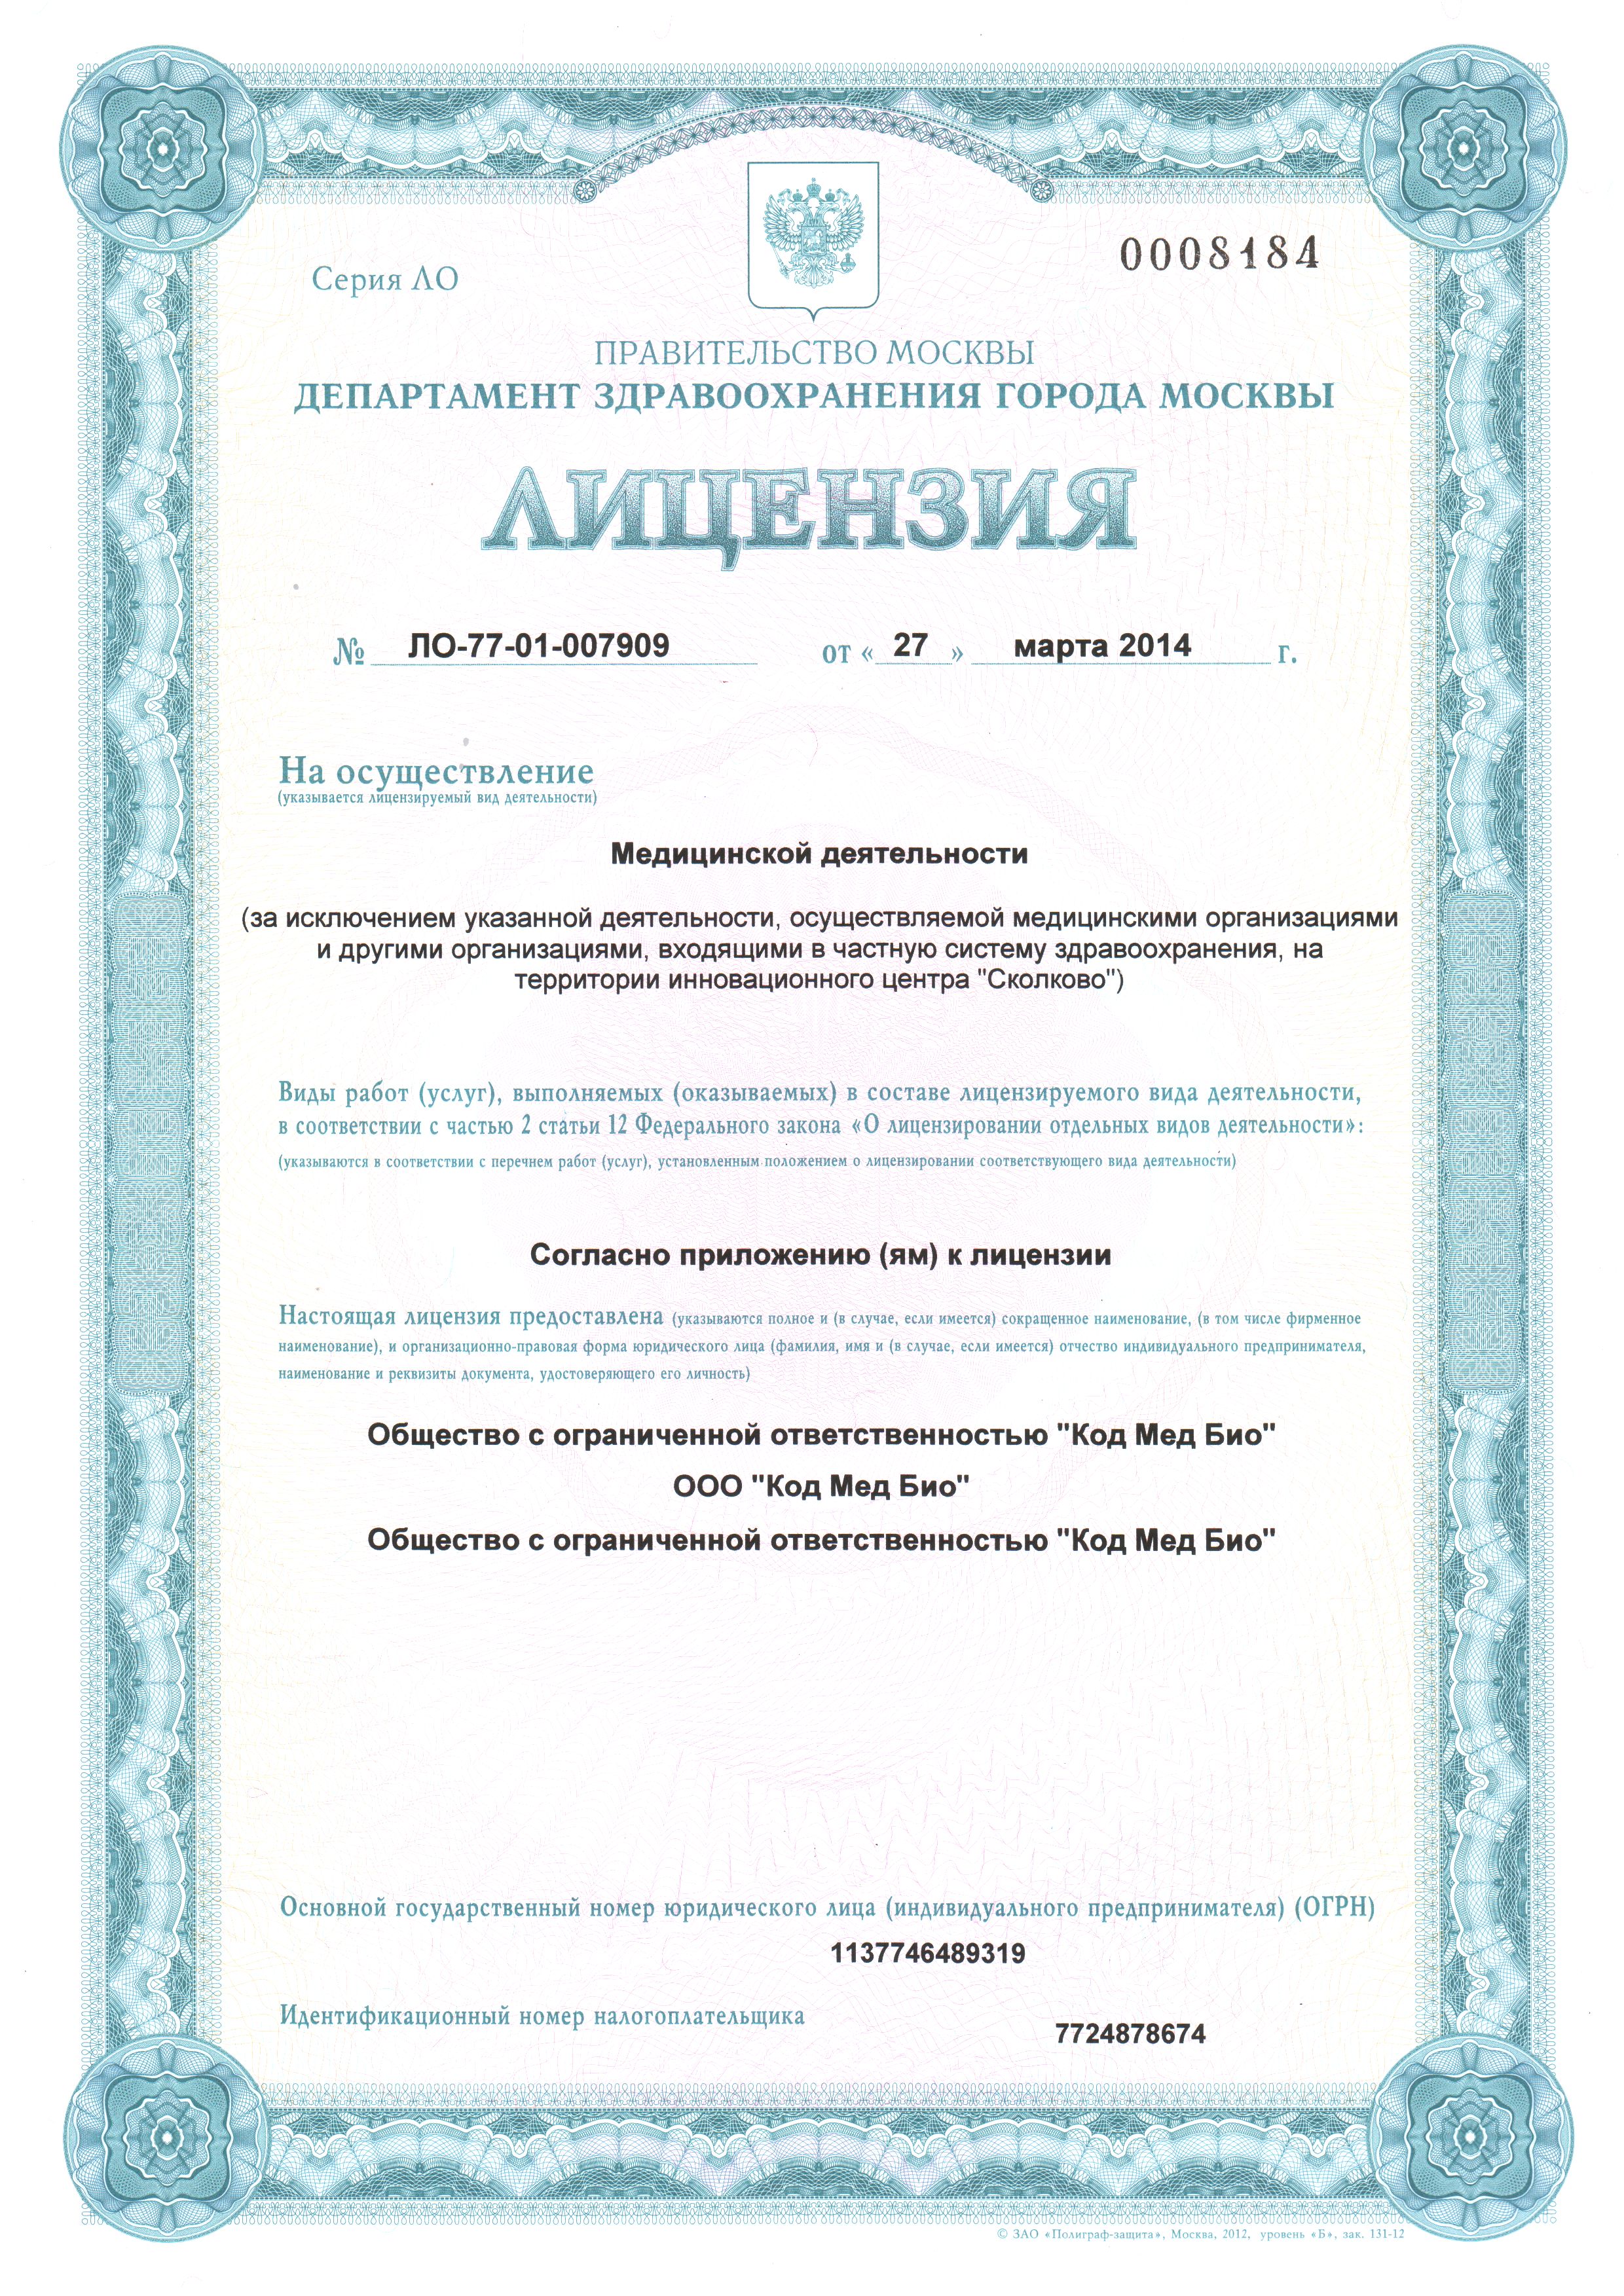 Серия ЛО
0008184
ПРАВИТЕЛЬСТВО МОСКВЫ
ДЕПАРТАМЕНТ ЗДРАВООХРАНЕНИЯ ГОРОДА МОСКВЫ
ЛИЦЕНЗИЯ
№ ЛО-77-01-007909 от « 27 » марта 2014 г.
На осуществление
(указывается лицензируемый вид деятельности)
Медицинской деятельности
(за исключением указанной деятельности, осуществляемой медицинскими организациями
и другими организациями, входящими в частную систему здравоохранения, на
территории инновационного центра "Сколково")
Виды работ (услуг), выполняемых (оказываемых) в составе лицензируемого вида деятельности,
в соответствии с частью 2 статьи 12 Федерального закона «О лицензировании отдельных видов деятельности»:
(указываются в соответствии с перечнем работ (услуг), установленным положением о лицензировании соответствующего вида деятельности)
Согласно приложению (ям) к лицензии
Настоящая лицензия предоставлена (указываются полное и (в случае, если имеется) сокращенное наименование, (в том числе фирменное
наименование), и организационно-правовая форма юридического лица (фамилия, имя и (в случае, если имеется) отчество индивидуального предпринимателя,
наименование и реквизиты документа, удостоверяющего его личность)
Общество с ограниченной ответственностью "Код Мед Био"
ООО "Код Мед Био"
Общество с ограниченной ответственностью "Код Мед Био"
Основной государственный номер юридического лица (индивидуального предпринимателя) (ОГРН)
1137746489319
Идентификационный номер налогоплательщика
7724878674
© ЗАО «Полиграф-защита», Москва, 2012, уровень «Б», зак. 131-12